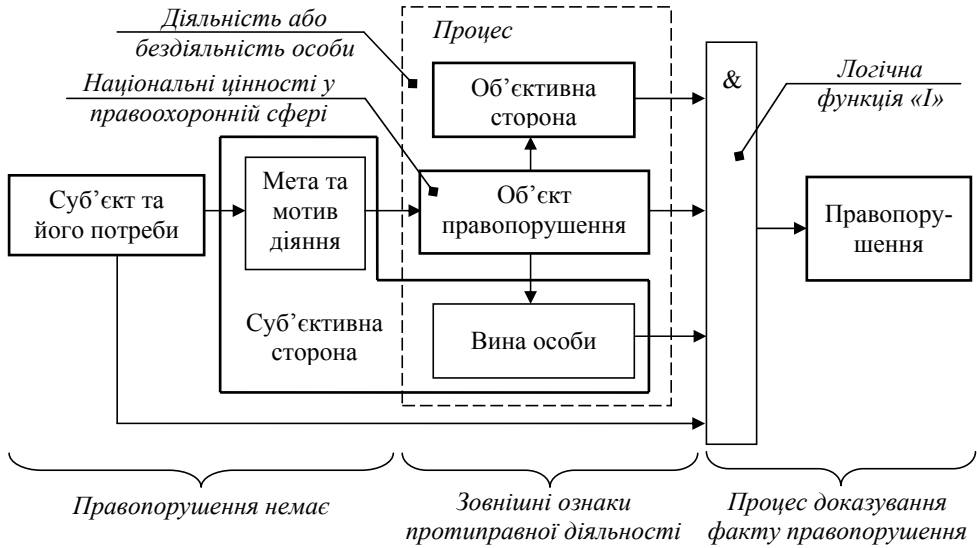 Діяльність або
бездіяльність особи
Національні цінності у
правоохоронній сфері
Процес
Об’єктивна
сторона
&
Логічна
функція «І»
Суб’єкт та
його потреби
Мета та
мотив
діяння
Об’єкт
правопорушення
Правопору-
шення
Суб’єктивна
сторона
Вина особи
Правопорушення немає
Зовнішні ознаки
протиправної діяльності
Процес доказування
факту правопорушення